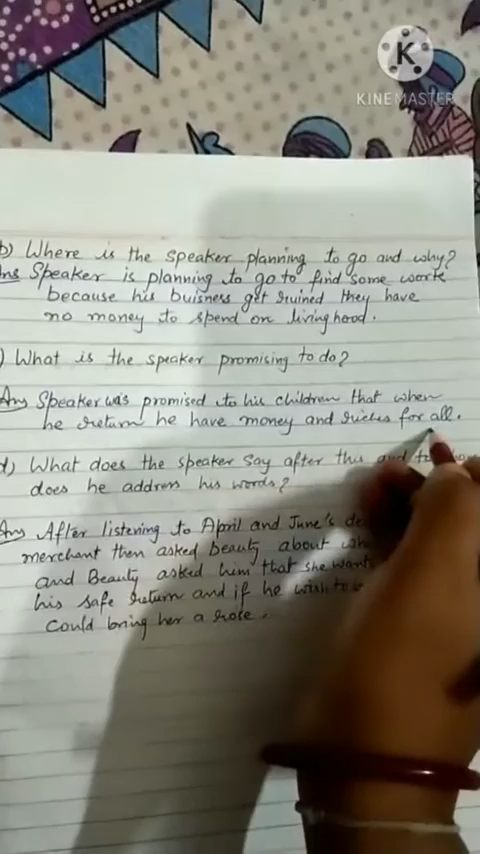 K
KINEMASTER
b) Where is the speaker planning to go and why?
Ans Speaker is planning to go to find some work
because his buisness get ruined they have
no money to spend on livinghood.
) What is the speaker promising to do?
Ans Speaker was promised to his children that when
he return he have money and riches for all.
d) What does the speaker say after this and
does he address his words?
Ans After listening to April and June's
merchant then asked beauty about
and Beauty asked him that she
his safe return and if he wish to
could bring her a rose.